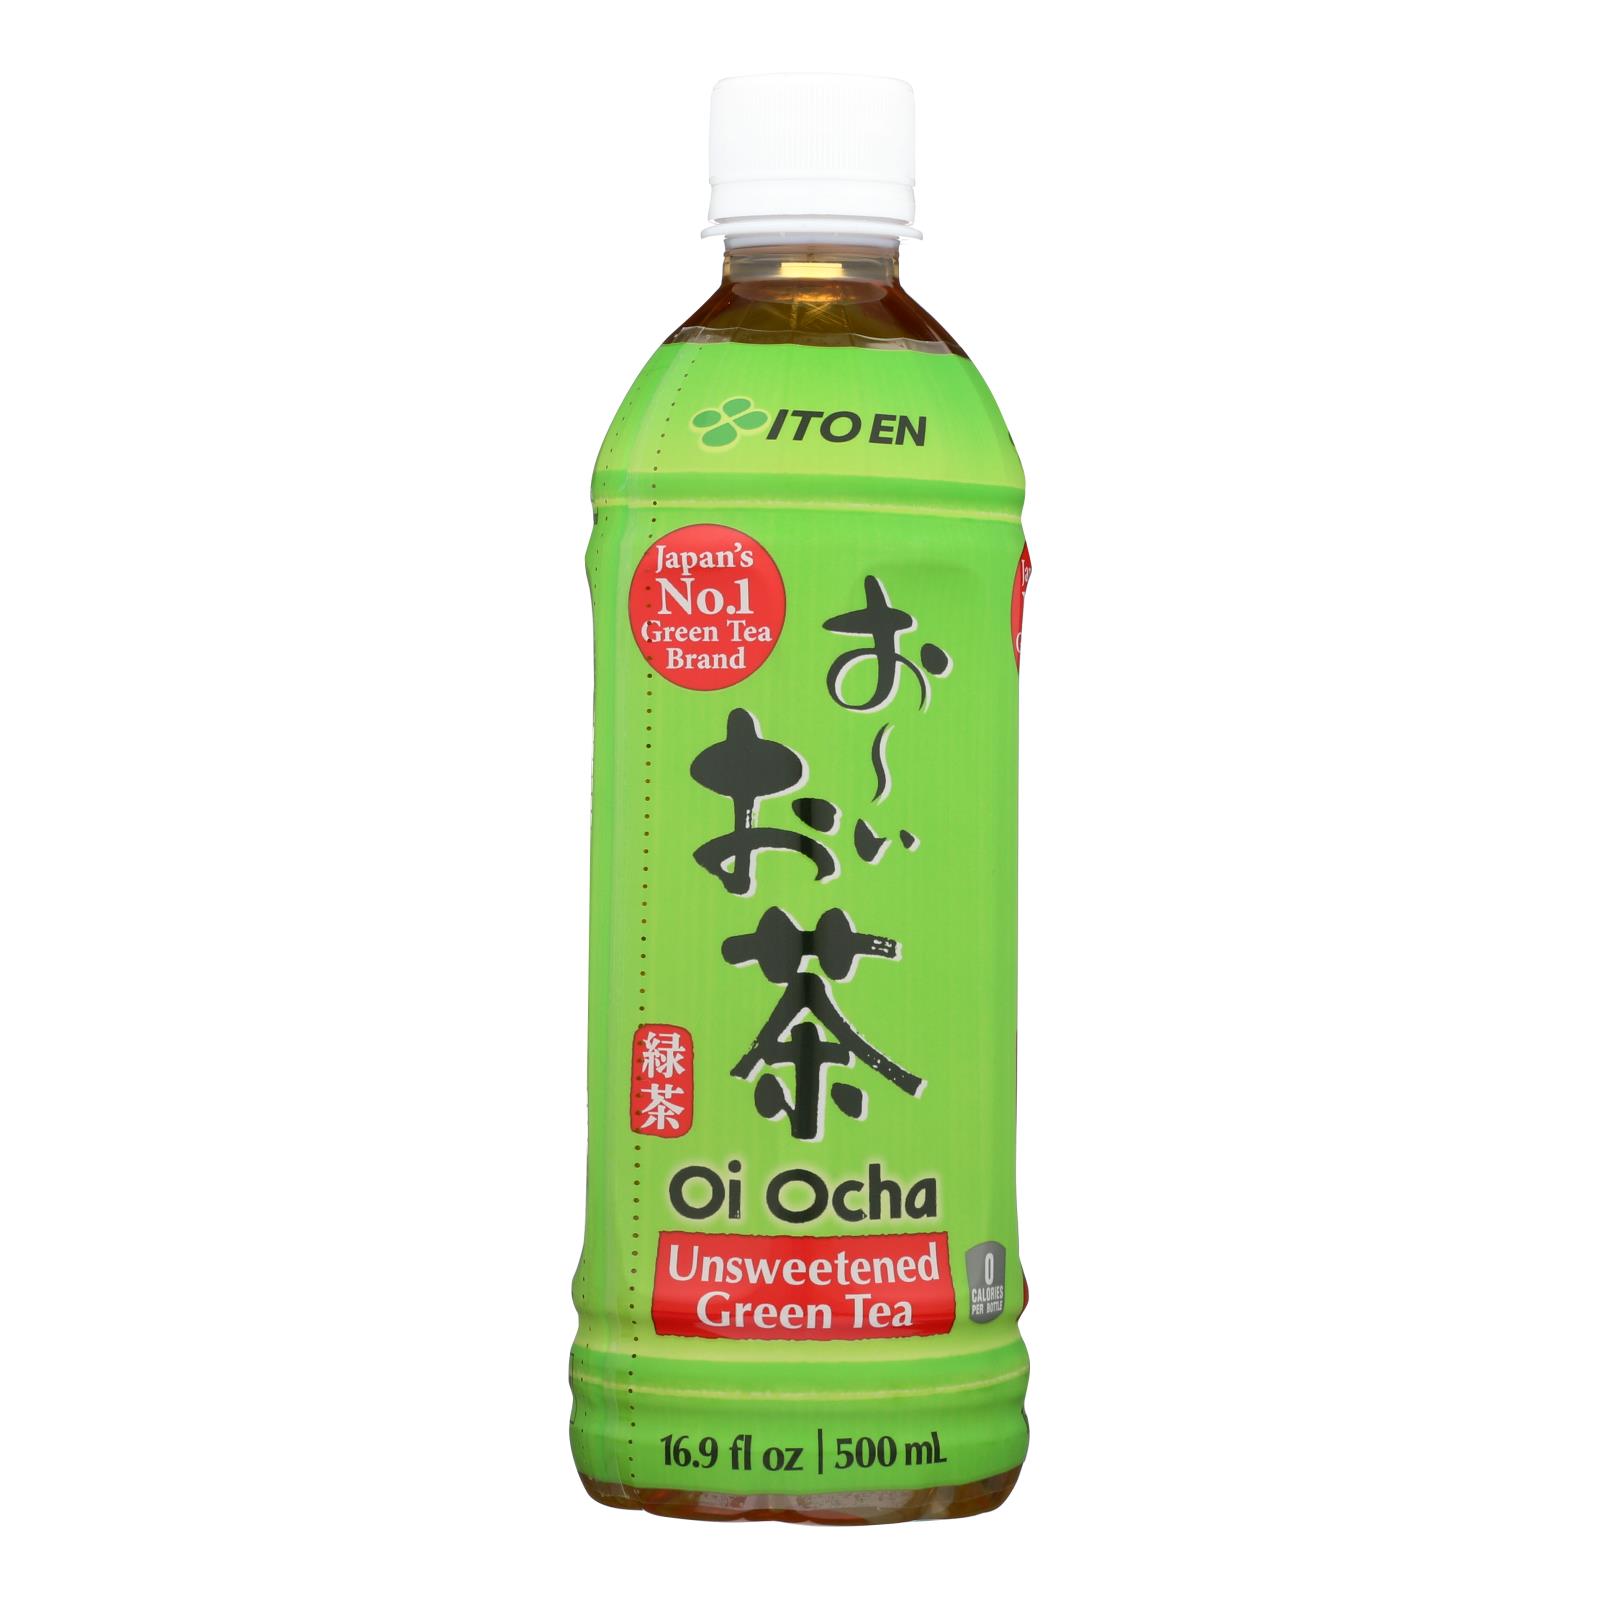 ITO EN
Japan's
No.1
Green Tea
Brand
お〜い
お茶
緑茶
Oi Ocha
Unsweetened
Green Tea
0
CALORIES
PER BOTTLE
16.9 fl oz | 500 mL